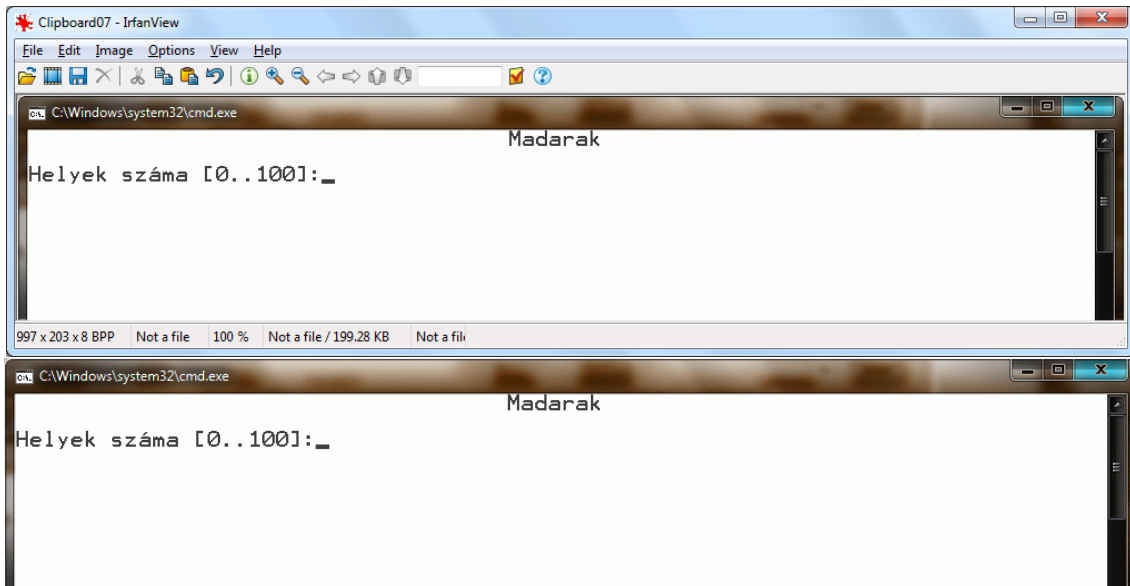 Clipboard07 - IrfanView
File Edit Image Options View Help
C:\Windows\system32\cmd.exe
Madarak
Helyek száma [0..100]:_
997 x 203 x 8 BPP Not a file 100 % Not a file / 199.28 KB Not a fil
C:\Windows\system32\cmd.exe
Madarak
Helyek száma [0..100]:_